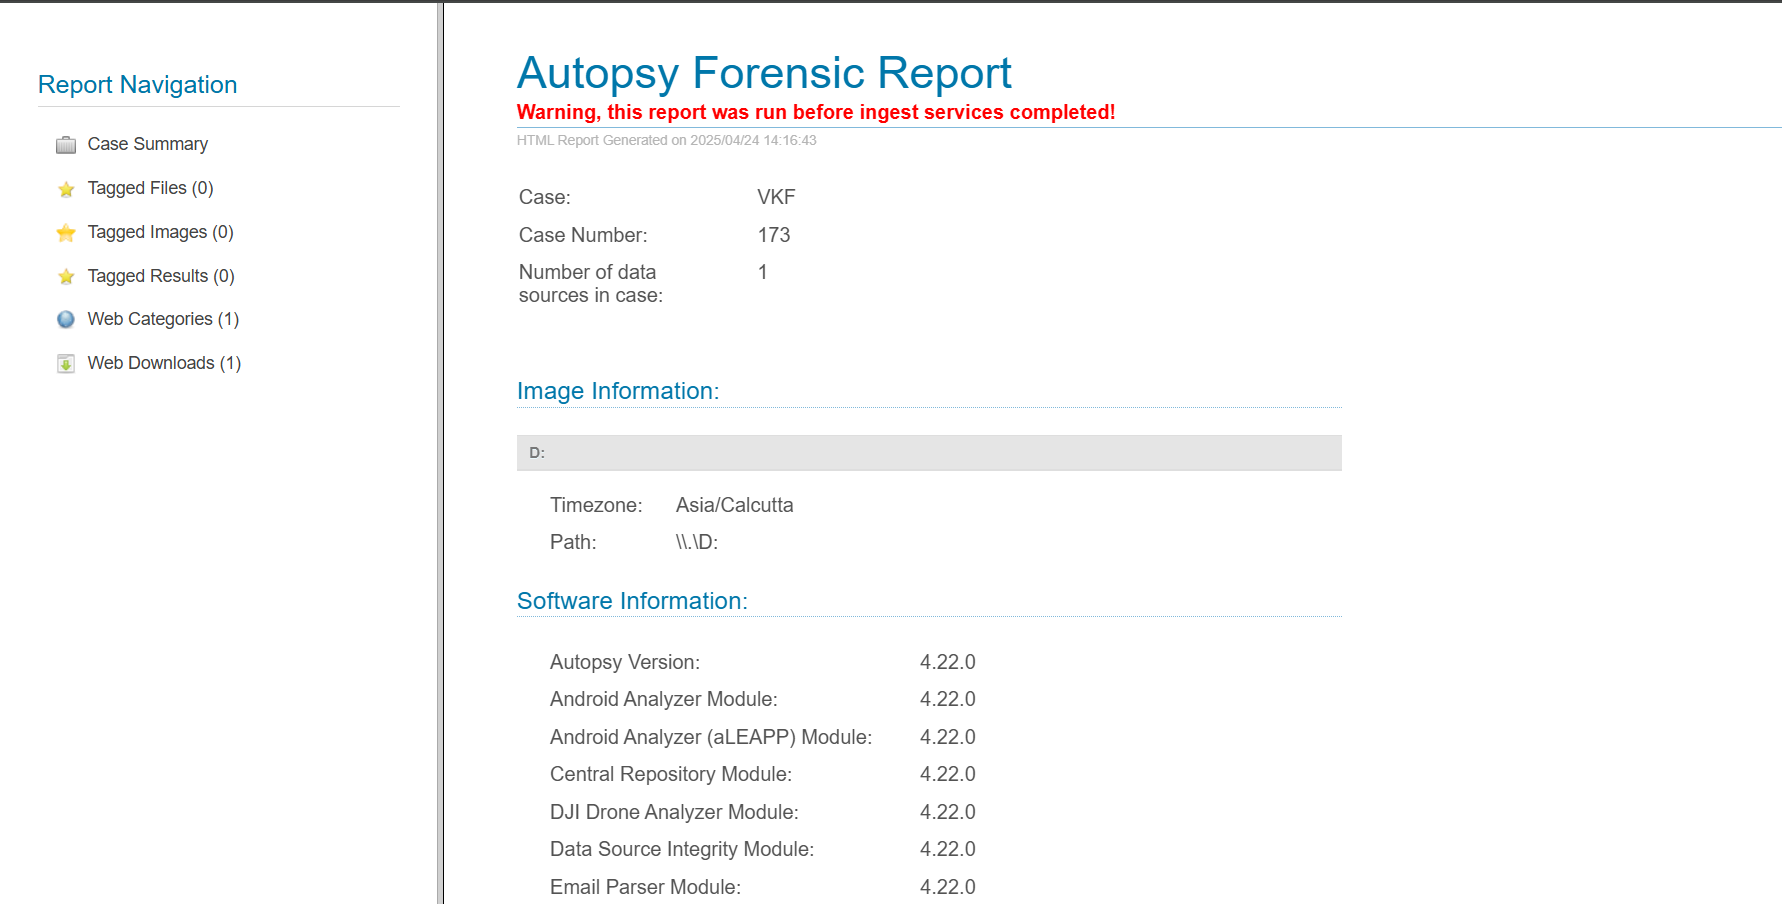 Report Navigation
Case Summary
Tagged Files (0)
Tagged Images (0)
Tagged Results (0)
Web Categories (1)
Web Downloads (1)
Autopsy Forensic Report
Warning, this report was run before ingest services completed!
HTML Report Generated on 2025/04/24 14:16:43
Case: VKF
Case Number: 173
Number of data 1
sources in case:
Image Information:
D:
Timezone: Asia/Calcutta
Path: \\.\D:
Software Information:
Autopsy Version: 4.22.0
Android Analyzer Module: 4.22.0
Android Analyzer (aLEAPP) Module: 4.22.0
Central Repository Module: 4.22.0
DJI Drone Analyzer Module: 4.22.0
Data Source Integrity Module: 4.22.0
Email Parser Module: 4.22.0